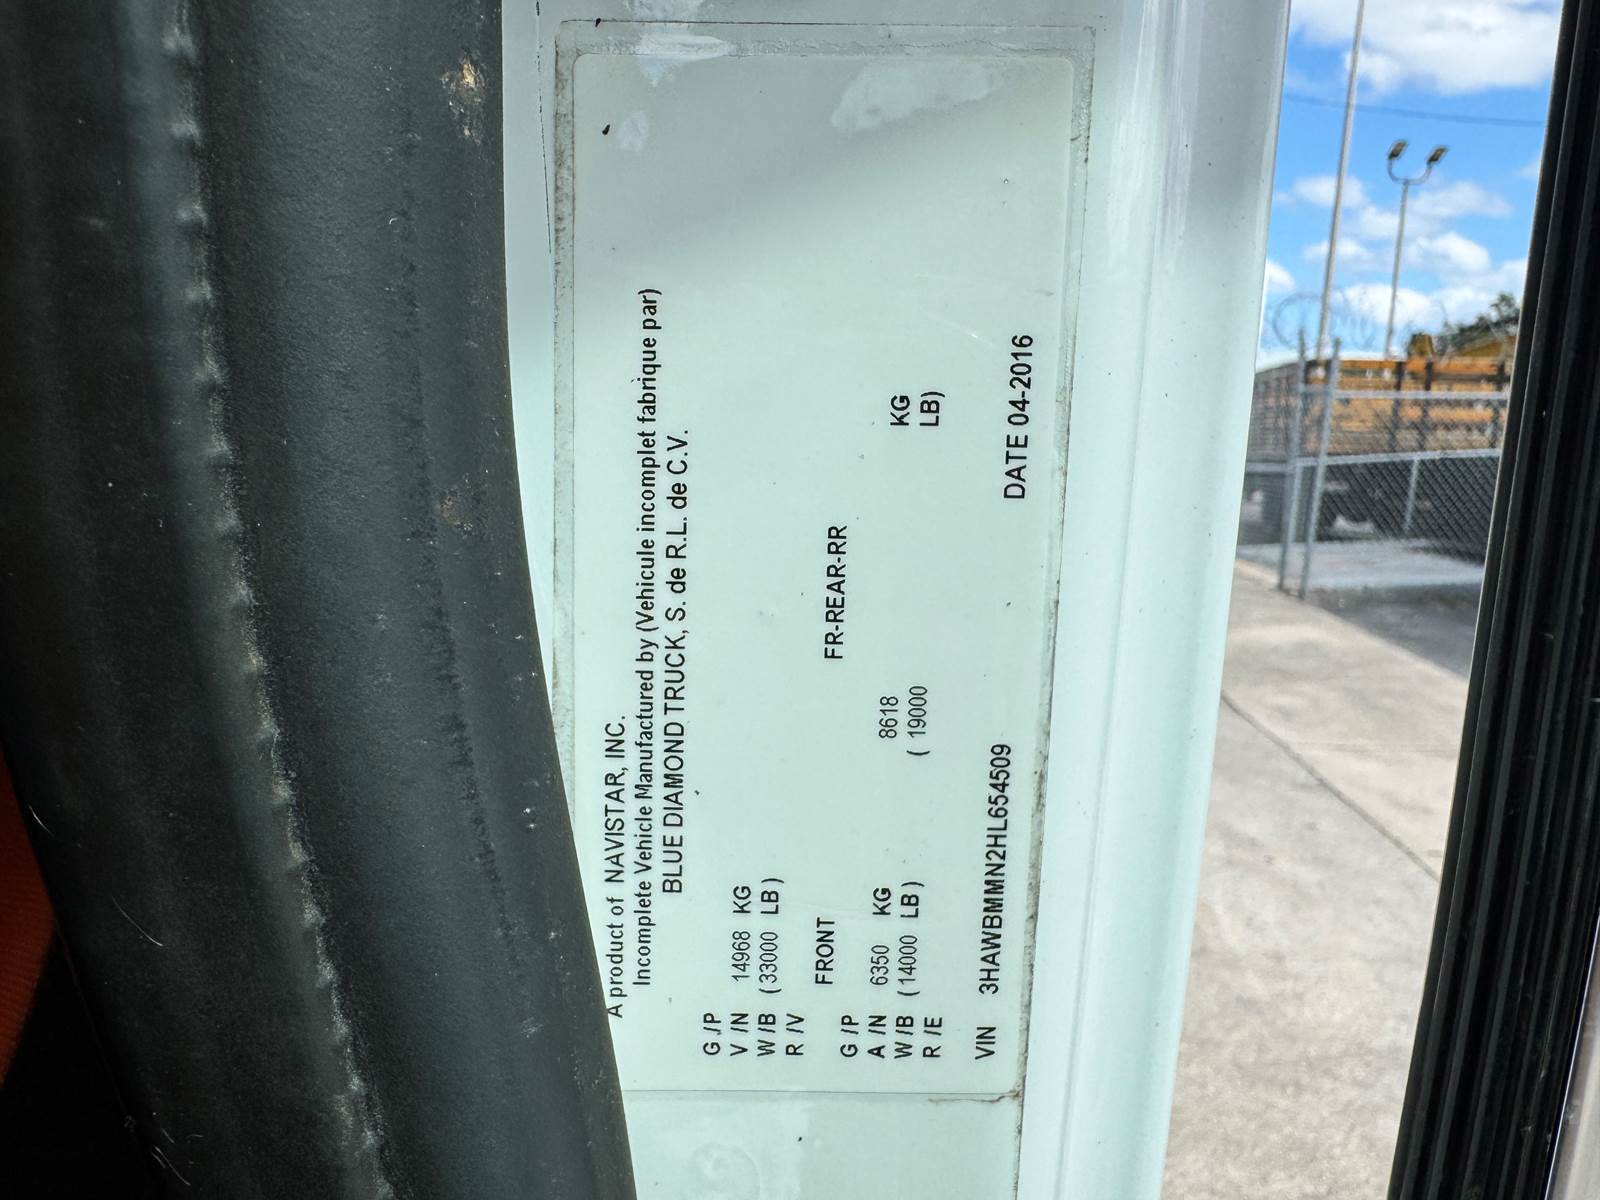 A product of NAVISTAR, INC.
Incomplete Vehicle Manufactured by (Vehicule incomplet fabrique par)
BLUE DIAMOND TRUCK, S. de R.L. de C.V.
G /P
V /N 14968 KG
W /B ( 33000 LB )
R /V
FRONT FR-REAR-RR
G /P
A /N 6350 KG 8618 KG
W /B ( 14000 LB ) ( 19000 LB)
R /E
VIN 3HAWBMMN2HL654509 DATE 04-2016